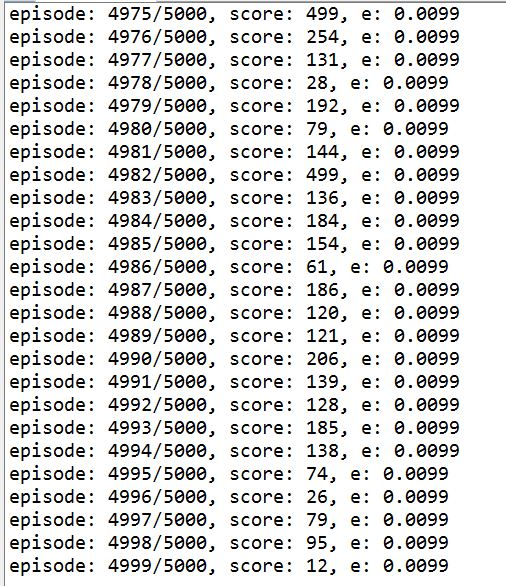 episode: 4975/5000, score: 499, e: 0.0099
episode: 4976/5000, score: 254, e: 0.0099
episode: 4977/5000, score: 131, e: 0.0099
episode: 4978/5000, score: 28, e: 0.0099
episode: 4979/5000, score: 192, e: 0.0099
episode: 4980/5000, score: 79, e: 0.0099
episode: 4981/5000, score: 144, e: 0.0099
episode: 4982/5000, score: 499, e: 0.0099
episode: 4983/5000, score: 136, e: 0.0099
episode: 4984/5000, score: 184, e: 0.0099
episode: 4985/5000, score: 154, e: 0.0099
episode: 4986/5000, score: 61, e: 0.0099
episode: 4987/5000, score: 186, e: 0.0099
episode: 4988/5000, score: 120, e: 0.0099
episode: 4989/5000, score: 121, e: 0.0099
episode: 4990/5000, score: 206, e: 0.0099
episode: 4991/5000, score: 139, e: 0.0099
episode: 4992/5000, score: 128, e: 0.0099
episode: 4993/5000, score: 185, e: 0.0099
episode: 4994/5000, score: 138, e: 0.0099
episode: 4995/5000, score: 74, e: 0.0099
episode: 4996/5000, score: 26, e: 0.0099
episode: 4997/5000, score: 79, e: 0.0099
episode: 4998/5000, score: 95, e: 0.0099
episode: 4999/5000, score: 12, e: 0.0099